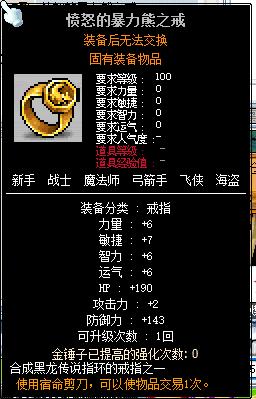 愤怒的暴力熊之戒
装备后无法交换
固有装备物品
要求等级 : 100
要求力量 : 0
要求敏捷 : 0
要求智力 : 0
要求运气 : 0
要求人气度 : -
道具等级 : -
道具经验值 : -
新手 战士 魔法师 弓箭手 飞侠 海盗
装备分类 : 戒指
力量 : +6
敏捷 : +7
智力 : +6
运气 : +6
HP : +190
攻击力 : +2
防御力 : +143
可升级次数 : 1回
金锤子已提高的强化次数: 0
合成黑龙传说指环的戒指之一
使用宿命剪刀，可以使物品交易1次。